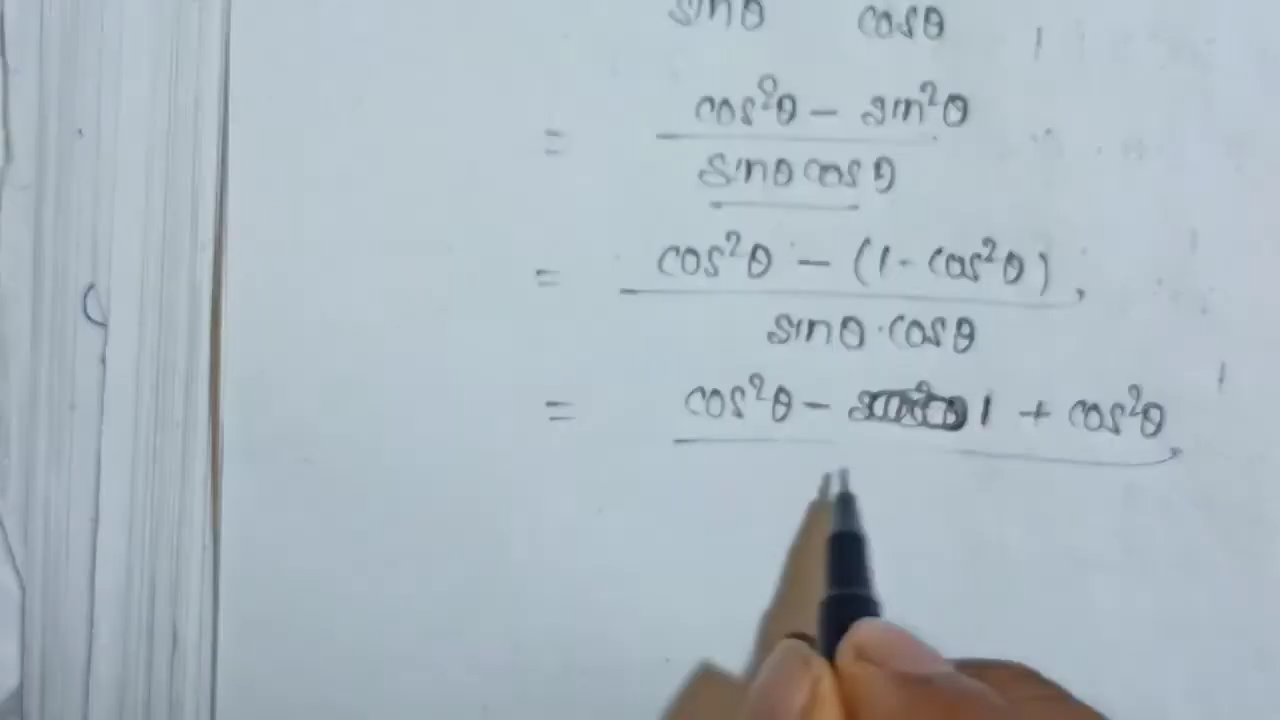 sinθ cosθ
= cos²θ - sin²θ
sinθ cosθ
= cos²θ - (1 - cos²θ)
sinθ·cosθ
= cos²θ - 1 + cos²θ